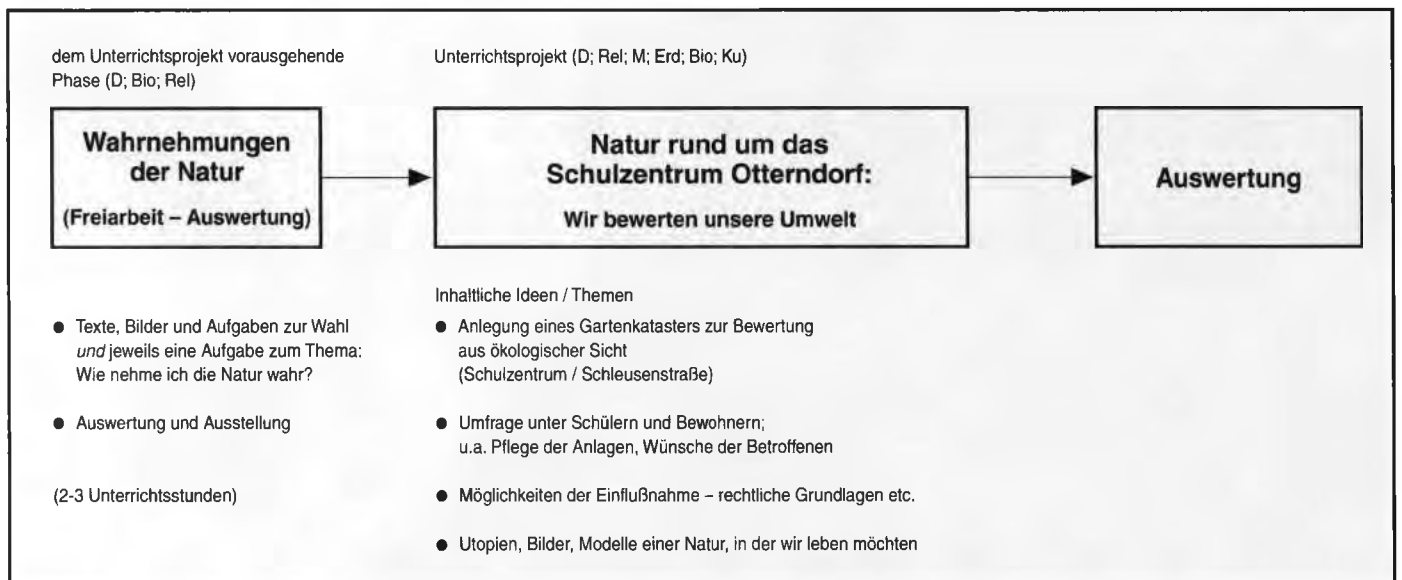 dem Unterrichtsprojekt vorausgehende
Phase (D; Bio; Rel)
Wahrnehmungen
der Natur
(Freiarbeit – Auswertung)
● Texte, Bilder und Aufgaben zur Wahl
und jeweils eine Aufgabe zum Thema:
Wie nehme ich die Natur wahr?
● Auswertung und Ausstellung
(2-3 Unterrichtsstunden)
Unterrichtsprojekt (D; Rel; M; Erd; Bio; Ku)
Natur rund um das
Schulzentrum Otterndorf:
Wir bewerten unsere Umwelt
Inhaltliche Ideen / Themen
● Anlegung eines Gartenkatasters zur Bewertung
aus ökologischer Sicht
(Schulzentrum / Schleusenstraße)
● Umfrage unter Schülern und Bewohnern;
u.a. Pflege der Anlagen, Wünsche der Betroffenen
● Möglichkeiten der Einflußnahme – rechtliche Grundlagen etc.
● Utopien, Bilder, Modelle einer Natur, in der wir leben möchten
Auswertung